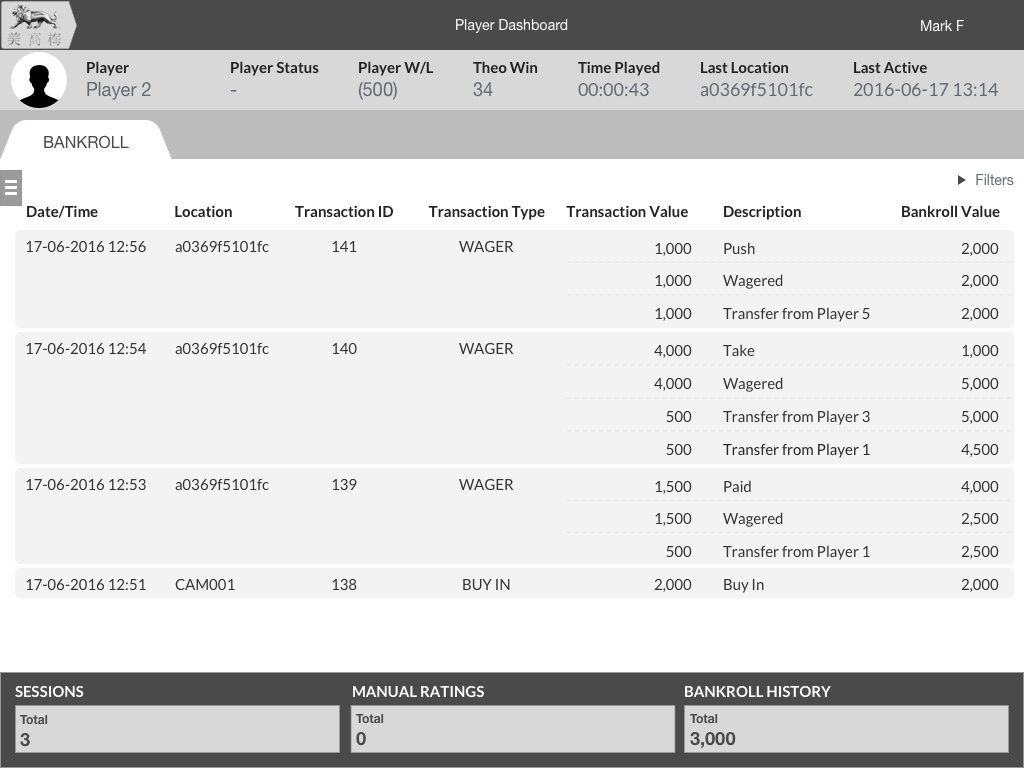 美高梅
Player Dashboard
Mark F
Player Player Status Player W/L Theo Win Time Played Last Location Last Active
Player 2 - (500) 34 00:00:43 a0369f5101fc 2016-06-17 13:14
BANKROLL
Filters
Date/Time Location Transaction ID Transaction Type Transaction Value Description Bankroll Value
17-06-2016 12:56 a0369f5101fc 141 WAGER 1,000 Push 2,000
1,000 Wagered 2,000
1,000 Transfer from Player 5 2,000
17-06-2016 12:54 a0369f5101fc 140 WAGER 4,000 Take 1,000
4,000 Wagered 5,000
500 Transfer from Player 3 5,000
500 Transfer from Player 1 4,500
17-06-2016 12:53 a0369f5101fc 139 WAGER 1,500 Paid 4,000
1,500 Wagered 2,500
500 Transfer from Player 1 2,500
17-06-2016 12:51 CAM001 138 BUY IN 2,000 Buy In 2,000
SESSIONS MANUAL RATINGS BANKROLL HISTORY
Total Total Total
3 0 3,000